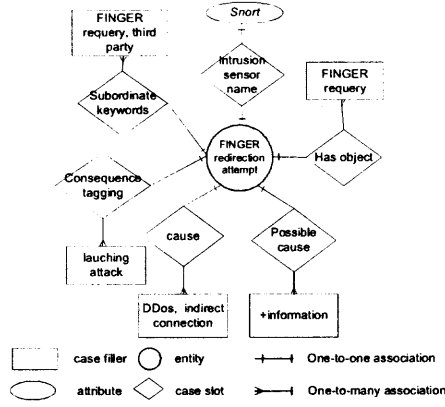 Snort
FINGER
requery, third
party
Intrusion
sensor
name
FINGER
requery
Subordinate
keywords
FINGER
redirection
attempt
Has object
Consequence
tagging
cause
Possible
cause
lauching
attack
DDos, indirect
connection
+information
case filler
entity
One-to-one association
attribute
case slot
One-to-many association